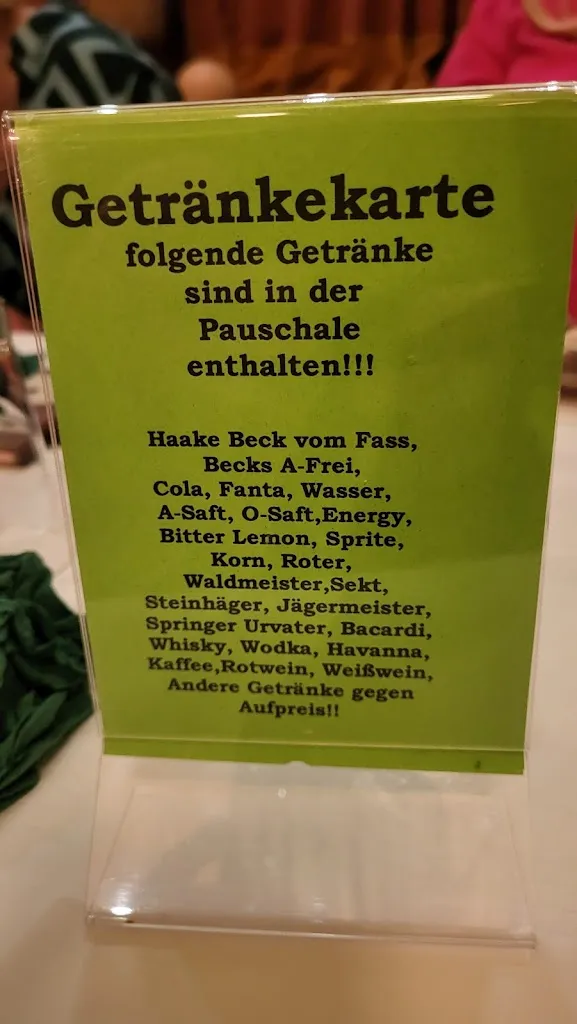 Getränkekarte
folgende Getränke
sind in der
Pauschale
enthalten!!!
Haake Beck vom Fass,
Becks A-Frei,
Cola, Fanta, Wasser,
A-Saft, O-Saft,Energy,
Bitter Lemon, Sprite,
Korn, Roter,
Waldmeister,Sekt,
Steinhäger, Jägermeister,
Springer Urvater, Bacardi,
Whisky, Wodka, Havanna,
Kaffee,Rotwein, Weißwein,
Andere Getränke gegen
Aufpreis!!